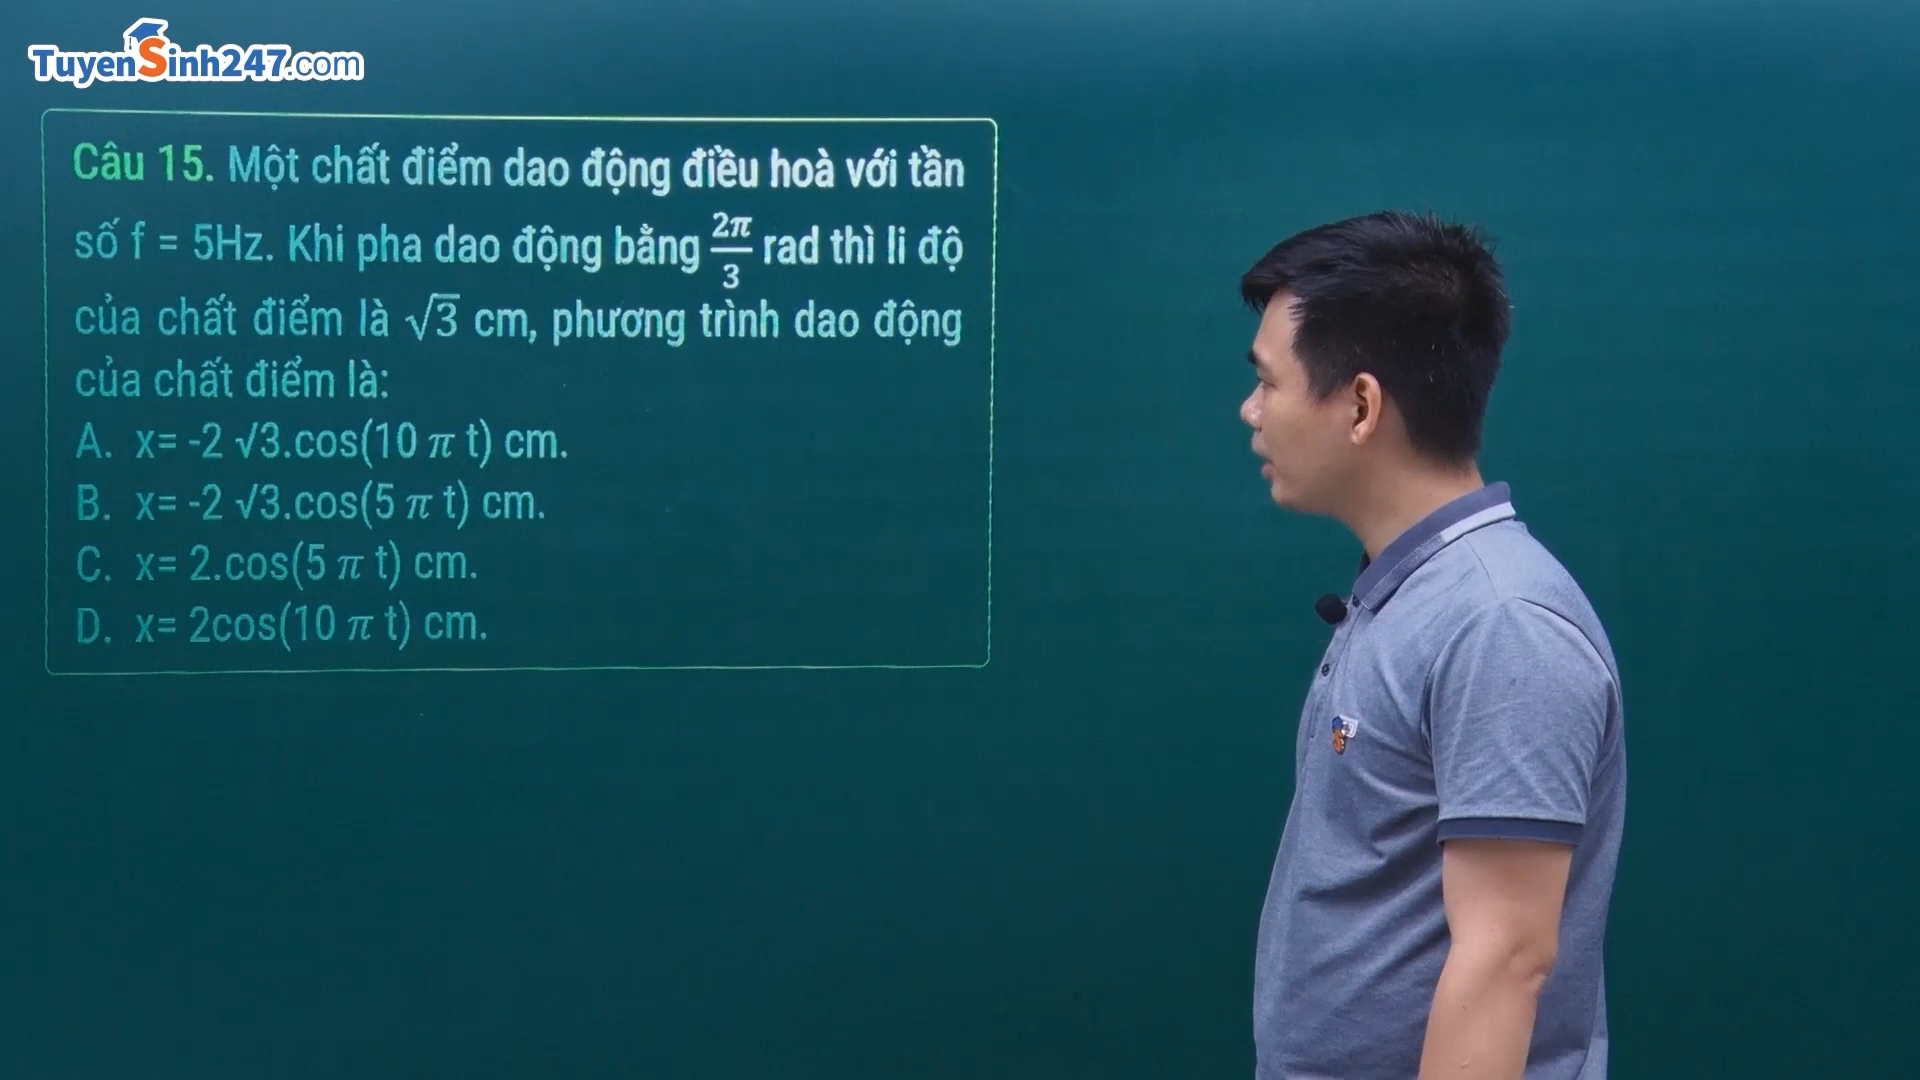 TuyenSinh247.com
Câu 15. Một chất điểm dao động điều hoà với tần
số f = 5Hz. Khi pha dao động bằng 2π/3 rad thì li độ
của chất điểm là √3 cm, phương trình dao động
của chất điểm là:
A. x= -2 √3.cos(10 π t) cm.
B. x= -2 √3.cos(5 π t) cm.
C. x= 2.cos(5 π t) cm.
D. x= 2cos(10 π t) cm.